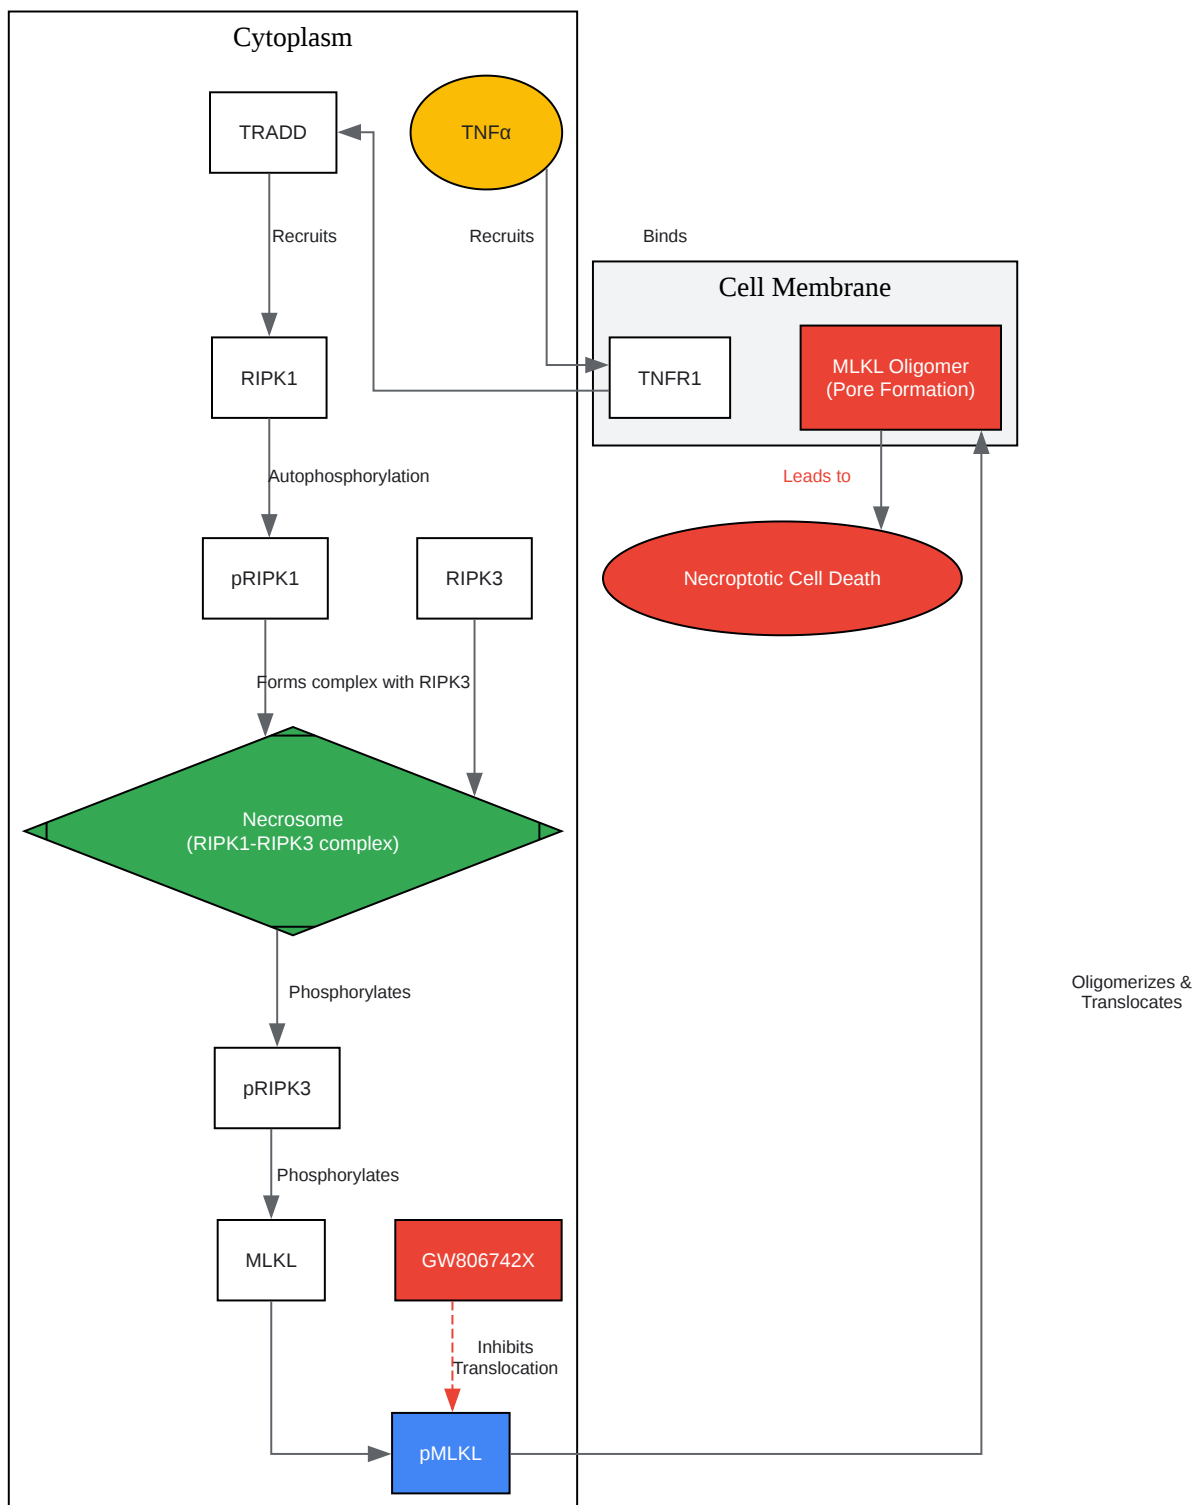 Cytoplasm
TRADD
TNFα
Recruits
Recruits
Binds
Cell Membrane
RIPK1
TNFR1
MLKL Oligomer
(Pore Formation)
Autophosphorylation
Leads to
pRIPK1
RIPK3
Necroptotic Cell Death
Forms complex with RIPK3
Necrosome
(RIPK1-RIPK3 complex)
Phosphorylates
Oligomerizes &
Translocates
pRIPK3
Phosphorylates
MLKL
GW806742X
Inhibits
Translocation
pMLKL